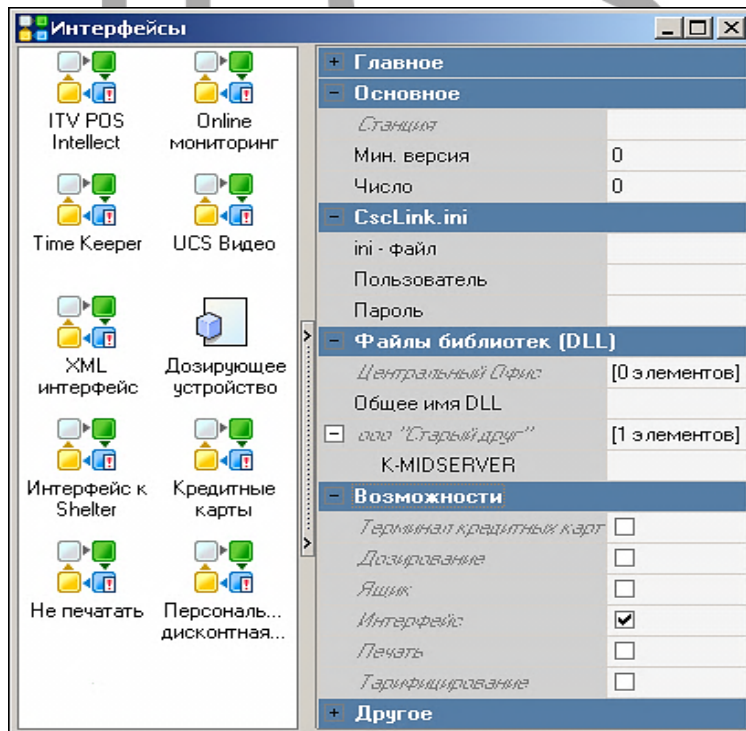 Интерфейсы
ITV POS
Intellect
Online
мониторинг
Time Keeper
UCS Видео
XML
интерфейс
Дозирующее
устройство
Интерфейс к
Shelter
Кредитные
карты
Не печатать
Персональ...
дисконтная...
+ Главное
- Основное
Станция
Мин. версия 0
Число 0
- CscLink.ini
ini - файл
Пользователь
Пароль
- Файлы библиотек (DLL)
Центральный Офис [0 элементов]
Общее имя DLL
- ооо "Старый друг" [1 элементов]
K-MIDSERVER
- Возможности
Терминал кредитных карт
Дозирование
Ящик
Интерфейс
Печать
Тарифицирование
+ Другое